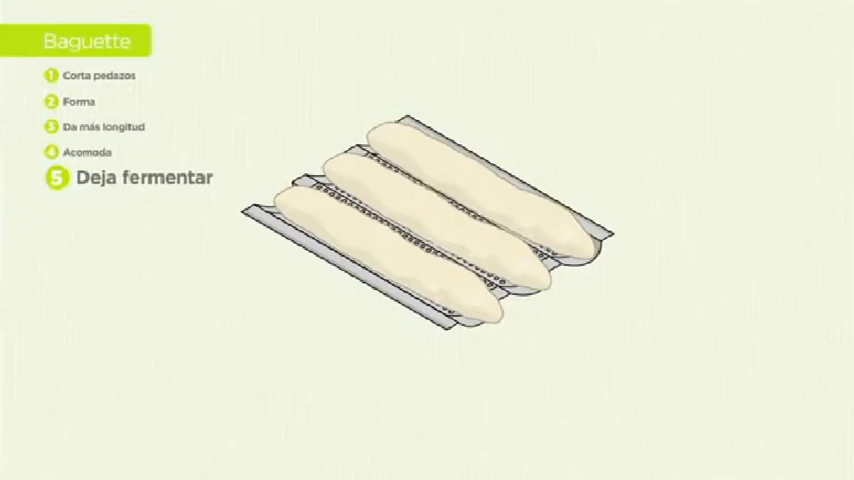 Baguette
1 Corta pedazos
2 Forma
3 Da más longitud
4 Acomoda
5 Deja fermentar